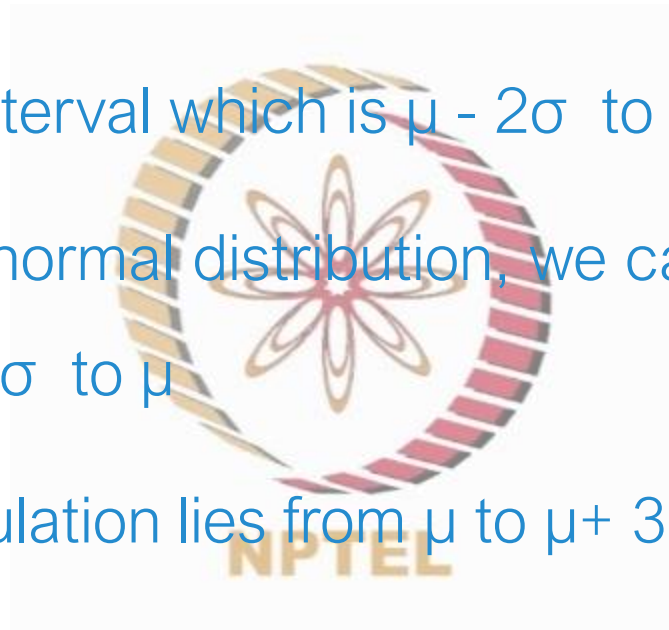 terval which is μ - 2σ to
normal distribution, we ca
σ to μ
ulation lies from μ to μ+ 3
NPTEL